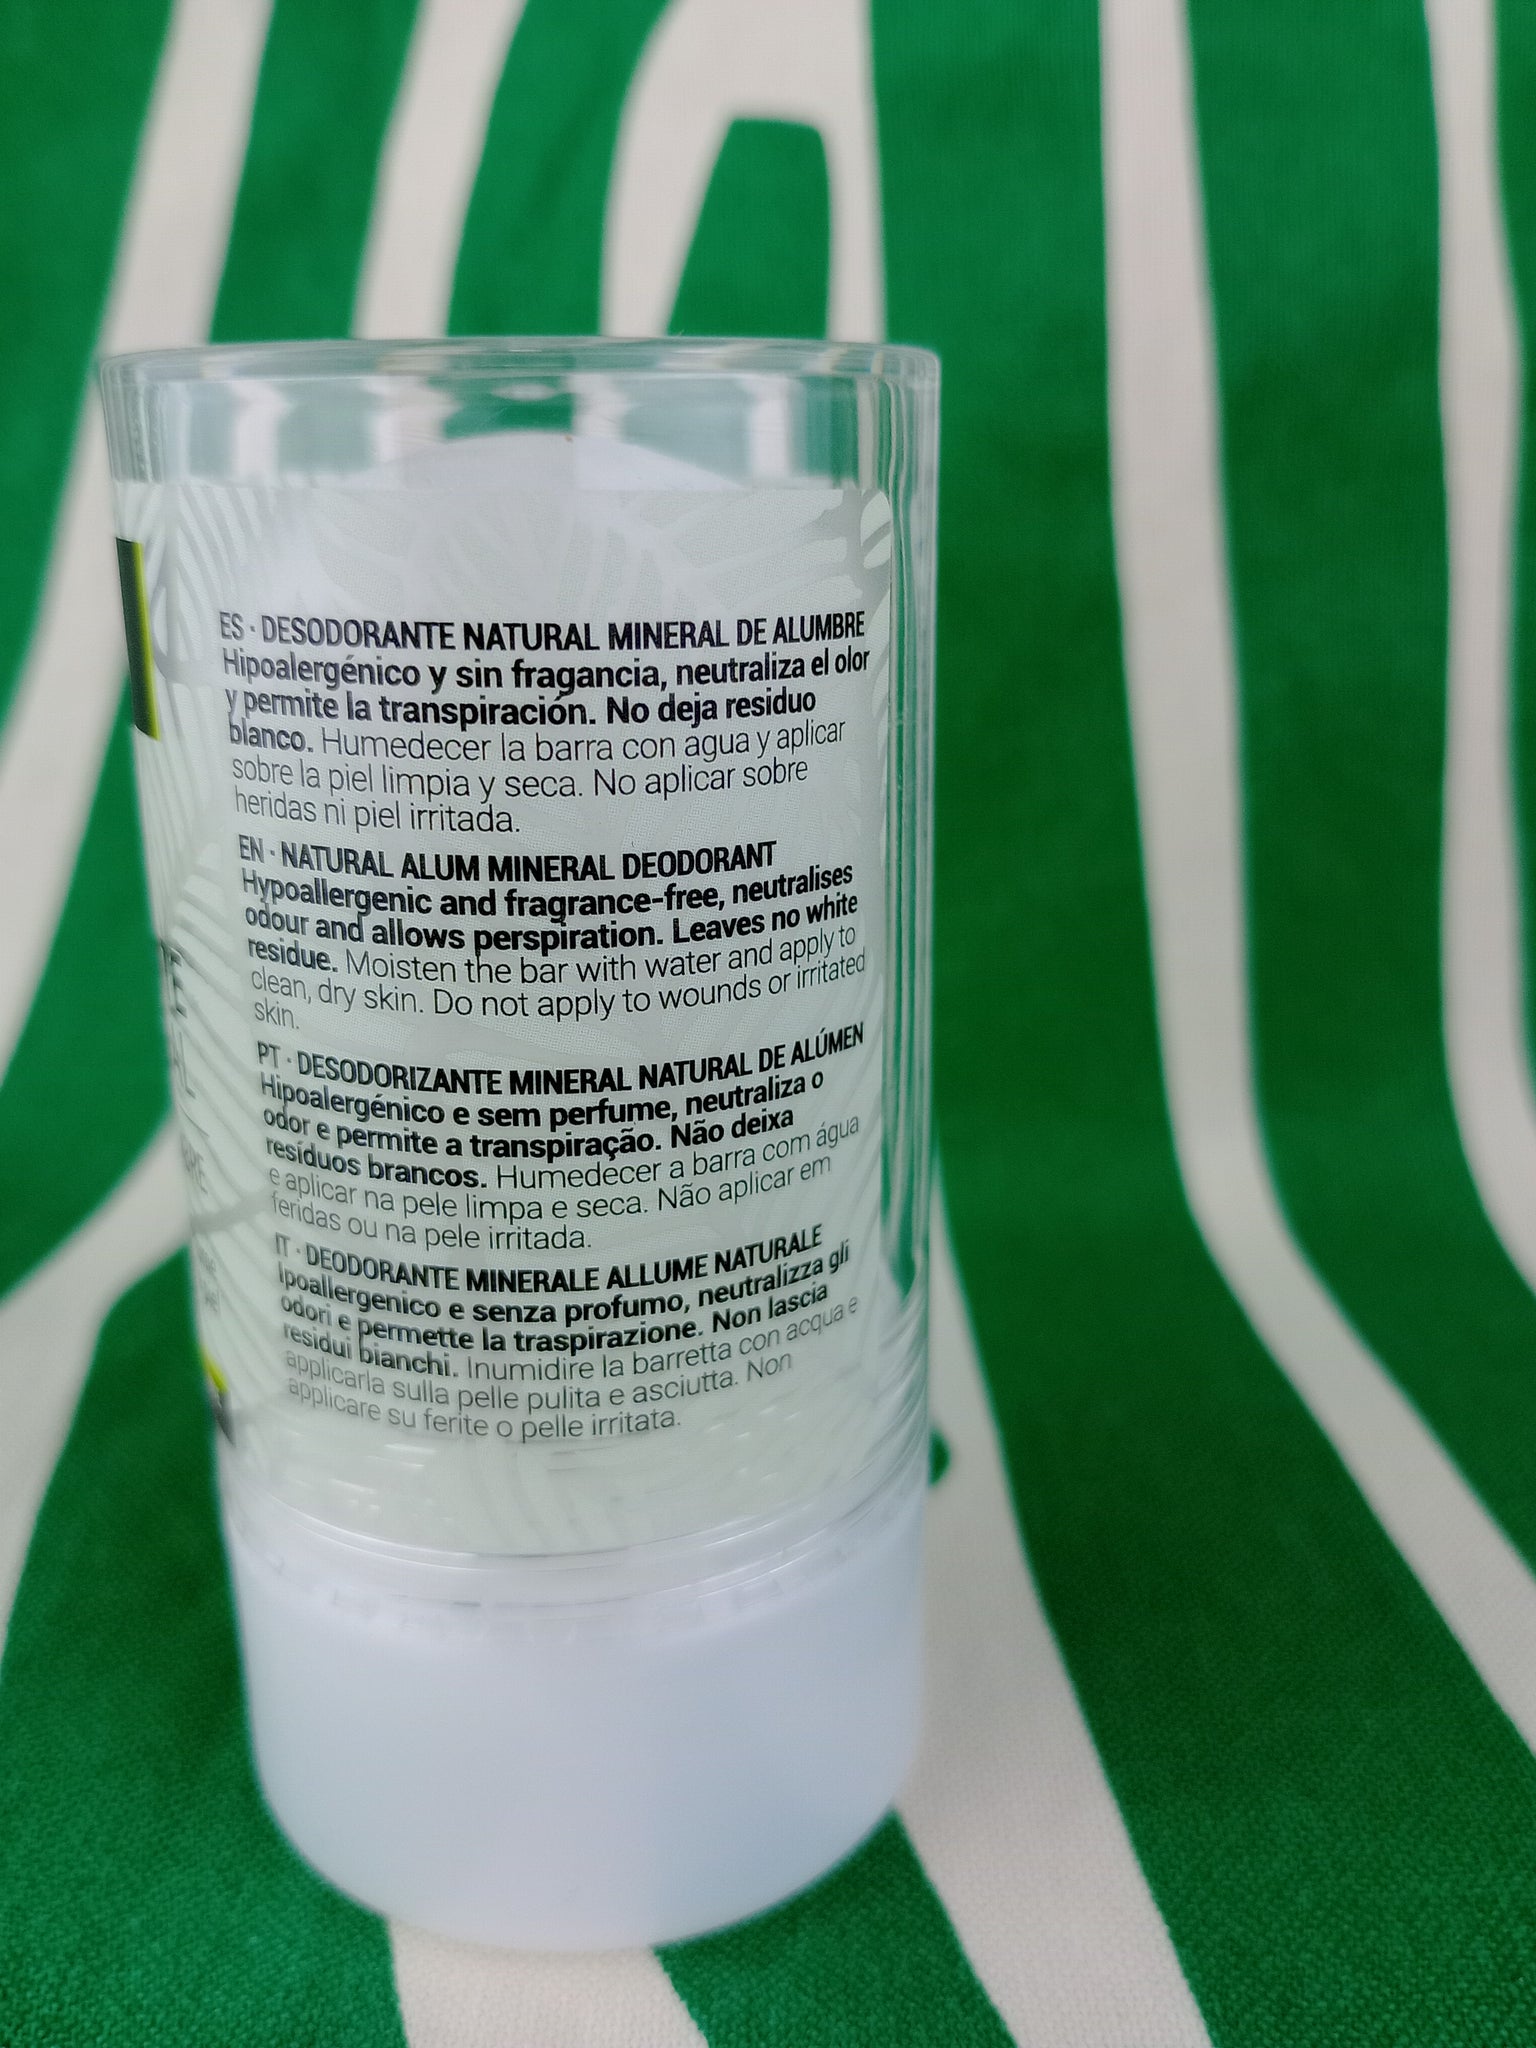 ES · DESODORANTE NATURAL MINERAL DE ALUMBRE
Hipoalergénico y sin fragancia, neutraliza el olor
y permite la transpiración. No deja residuo
blanco. Humedecer la barra con agua y aplicar
sobre la piel limpia y seca. No aplicar sobre
heridas ni piel irritada.
EN · NATURAL ALUM MINERAL DEODORANT
Hypoallergenic and fragrance-free, neutralises
odour and allows perspiration. Leaves no white
residue. Moisten the bar with water and apply to
clean, dry skin. Do not apply to wounds or irritated
skin.
PT · DESODORIZANTE MINERAL NATURAL DE ALÚMEN
Hipoalergénico e sem perfume, neutraliza o
odor e permite a transpiração. Não deixa
resíduos brancos. Humedecer a barra com água
e aplicar na pele limpa e seca. Não aplicar em
feridas ou na pele irritada.
IT · DEODORANTE MINERALE ALLUME NATURALE
Ipoallergenico e senza profumo, neutralizza gli
odori e permette la traspirazione. Non lascia
residui bianchi. Inumidire la barretta con acqua e
applicarla sulla pelle pulita e asciutta. Non
applicare su ferite o pelle irritata.